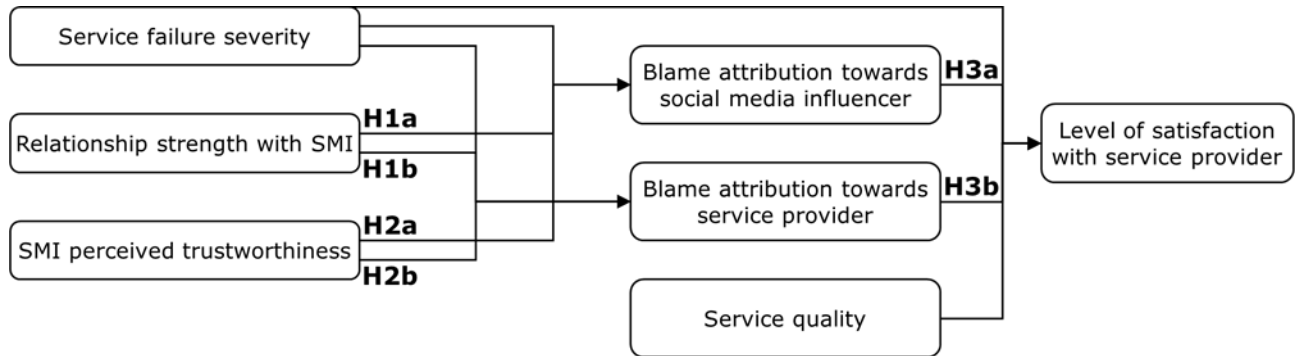 Service failure severity
Relationship strength with SMI
SMI perceived trustworthiness
H1a
H1b
H2a
H2b
Blame attribution towards
social media influencer
Blame attribution towards
service provider
Service quality
H3a
H3b
Level of satisfaction
with service provider